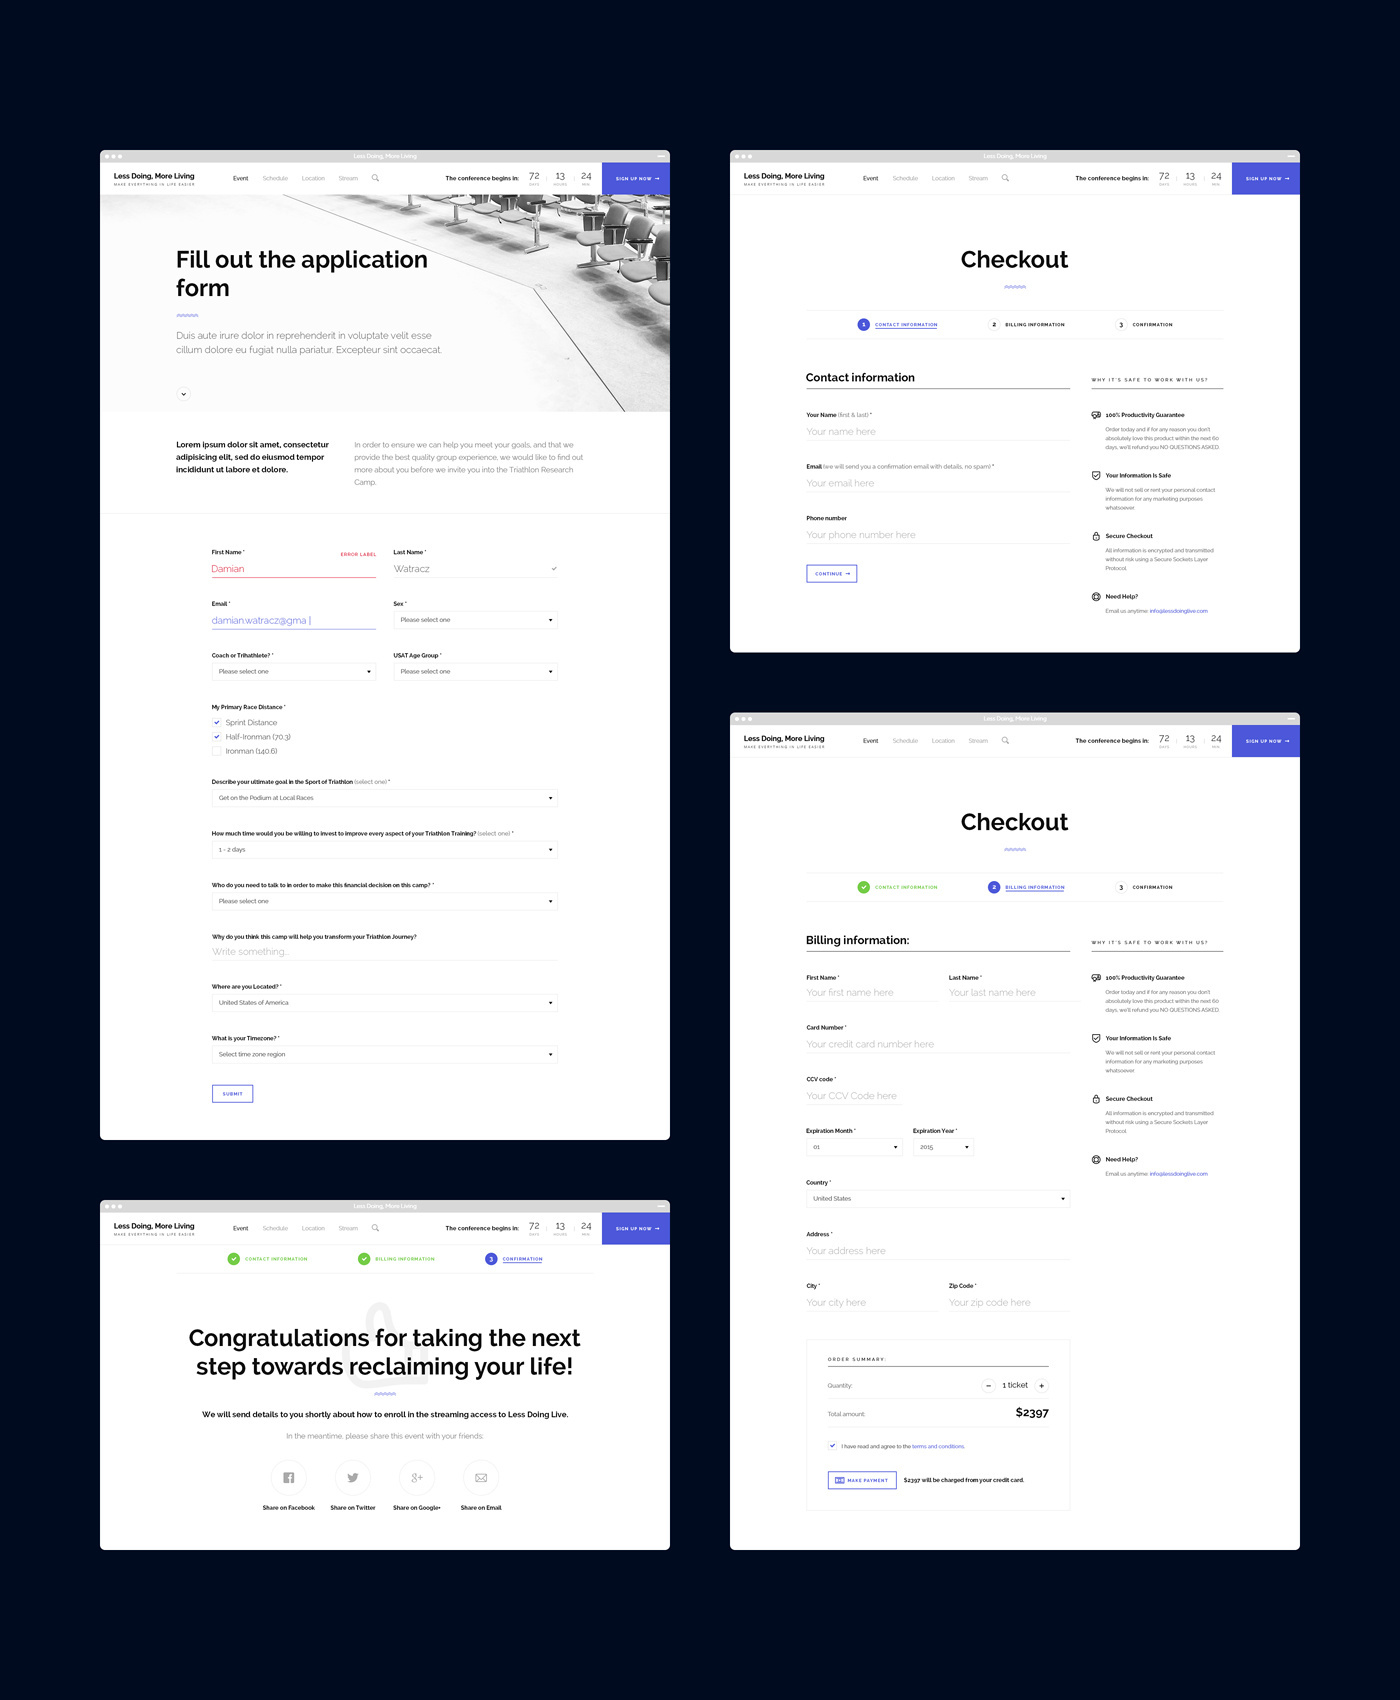 Less Doing, More Living
Less Doing, More Living
MAKE EVERYTHING IN LIFE EASIER
Event Schedule Location Stream
The conference begins in: 72 DAYS 13 HOURS 24 MIN
SIGN UP NOW →
Fill out the application
form
Duis aute irure dolor in reprehenderit in voluptate velit esse
cillum dolore eu fugiat nulla pariatur. Excepteur sint occaecat.
Lorem ipsum dolor sit amet, consectetur
adipisicing elit, sed do eiusmod tempor
incididunt ut labore et dolore.
In order to ensure we can help you meet your goals, and that we
provide the best quality group experience, we would like to find out
more about you before we invite you into the Triathlon Research
Camp.
First Name * ERROR LABEL
Damian
Last Name *
Watracz
Email *
damian.watracz@gma |
Sex *
Please select one
Coach or Trihathlete? *
Please select one
USAT Age Group *
Please select one
My Primary Race Distance *
Sprint Distance
Half-Ironman (70.3)
Ironman (140.6)
Describe your ultimate goal in the Sport of Triathlon (select one) *
Get on the Podium at Local Races
How much time would you be willing to invest to improve every aspect of your Triathlon Training? (select one) *
1 - 2 days
Who do you need to talk to in order to make this financial decision on this camp? *
Please select one
Why do you think this camp will help you transform your Triathlon Journey?
Write something...
Where are you Located? *
United States of America
What is your Timezone? *
Select time zone region
SUBMIT
Less Doing, More Living
Less Doing, More Living
MAKE EVERYTHING IN LIFE EASIER
Event Schedule Location Stream
The conference begins in: 72 DAYS 13 HOURS 24 MIN
SIGN UP NOW →
CONTACT INFORMATION
BILLING INFORMATION
3 CONFIRMATION
Congratulations for taking the next
step towards reclaiming your life!
We will send details to you shortly about how to enroll in the streaming access to Less Doing Live.
In the meantime, please share this event with your friends:
Share on Facebook
Share on Twitter
g+
Share on Google+
Share on Email
Less Doing, More Living
Less Doing, More Living
MAKE EVERYTHING IN LIFE EASIER
Event Schedule Location Stream
The conference begins in: 72 DAYS 13 HOURS 24 MIN
SIGN UP NOW →
Checkout
1 CONTACT INFORMATION
2 BILLING INFORMATION
3 CONFIRMATION
Contact information
Your Name (first & last) *
Your name here
Email (we will send you a confirmation email with details, no spam) *
Your email here
Phone number
Your phone number here
CONTINUE →
WHY IT'S SAFE TO WORK WITH US?
100% Productivity Guarantee
Order today and if for any reason you don't
absolutely love this product within the next 60
days, we'll refund you NO QUESTIONS ASKED.
Your Information Is Safe
We will not sell or rent your personal contact
information for any marketing purposes
whatsoever.
Secure Checkout
All information is encrypted and transmitted
without risk using a Secure Sockets Layer
Protocol.
Need Help?
Email us anytime: info@lessdoinglive.com
Less Doing, More Living
Less Doing, More Living
MAKE EVERYTHING IN LIFE EASIER
Event Schedule Location Stream
The conference begins in: 72 DAYS 13 HOURS 24 MIN
SIGN UP NOW →
Checkout
CONTACT INFORMATION
2 BILLING INFORMATION
3 CONFIRMATION
Billing information:
First Name *
Your first name here
Last Name *
Your last name here
Card Number *
Your credit card number here
CCV code *
Your CCV Code here
Expiration Month *
01
Expiration Year *
2015
Country *
United States
Address *
Your address here
City *
Your city here
Zip Code *
Your zip code here
ORDER SUMMARY:
Quantity: − 1 ticket +
Total amount: $2397
I have read and agree to the terms and conditions.
MAKE PAYMENT
$2397 will be charged from your credit card.
WHY IT'S SAFE TO WORK WITH US?
100% Productivity Guarantee
Order today and if for any reason you don't
absolutely love this product within the next 60
days, we'll refund you NO QUESTIONS ASKED.
Your Information Is Safe
We will not sell or rent your personal contact
information for any marketing purposes
whatsoever.
Secure Checkout
All information is encrypted and transmitted
without risk using a Secure Sockets Layer
Protocol.
Need Help?
Email us anytime: info@lessdoinglive.com